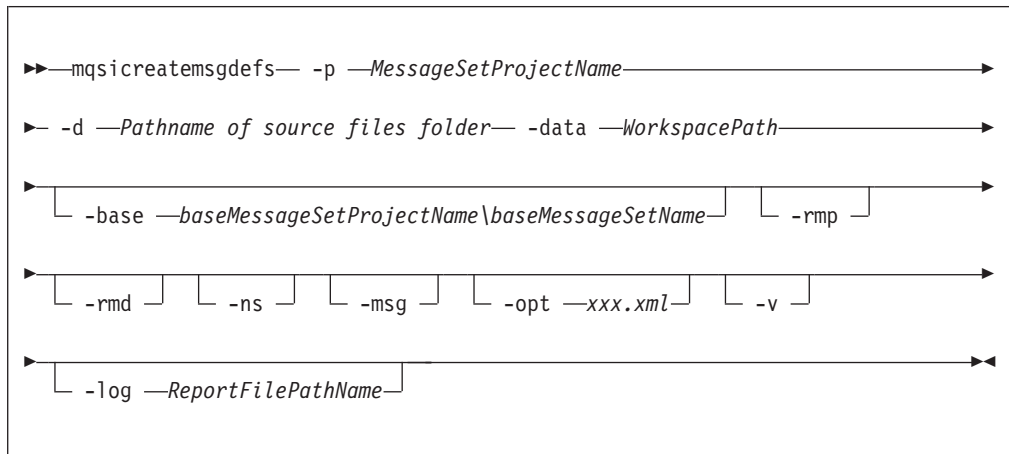 mqsicreatemsgdefs -p MessageSetProjectName
-d Pathname of source files folder -data WorkspacePath
-base baseMessageSetProjectName\baseMessageSetName -rmp
-rmd -ns -msg -opt xxx.xml -v
-log ReportFilePathName